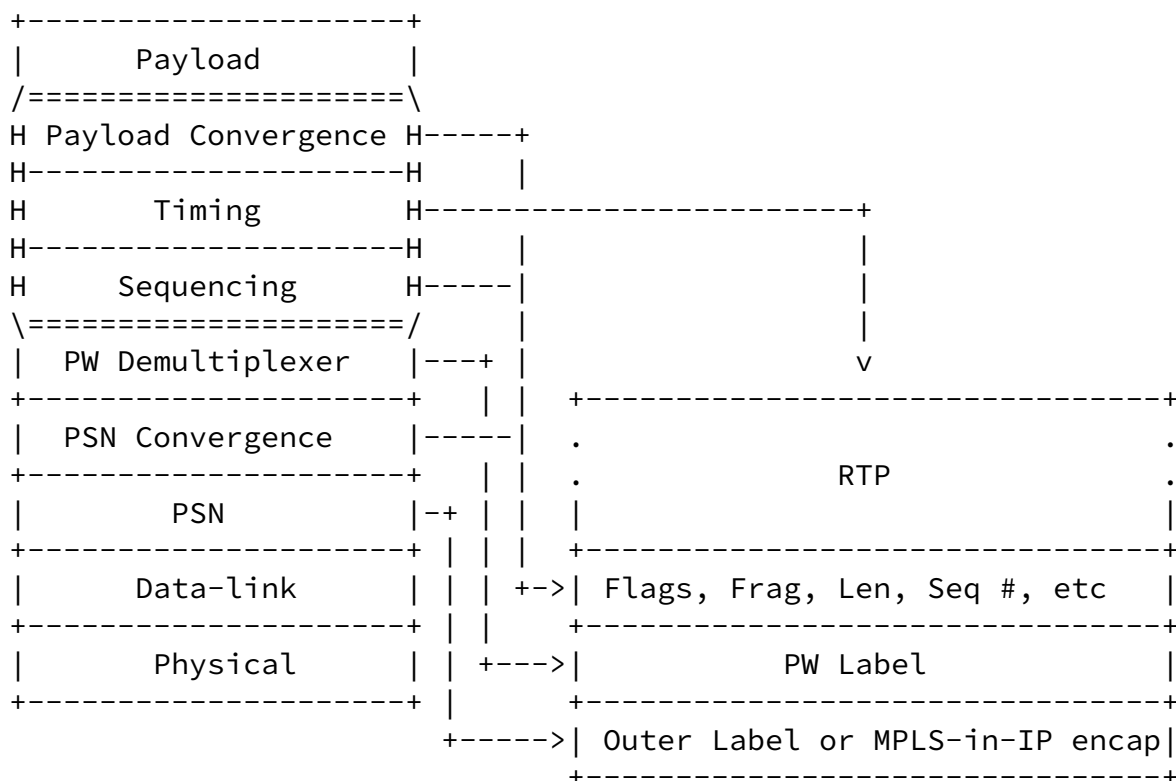 +---------------------+
|       Payload        |
/=====================\
H Payload Convergence H-----+
H---------------------H     |
H       Timing        H------------------------+
H---------------------H     |                  |
H     Sequencing      H-----|                  |
\=====================/     |                  |
|  PW Demultiplexer   |---+ |                  v
+---------------------+   | |  +--------------------------------+
|  PSN Convergence    |-----|  .                                .
+---------------------+   | |  .              RTP               .
|        PSN          |-+ | |  |                                |
+---------------------+ | | |  +--------------------------------+
|      Data-link      | | | +->| Flags, Frag, Len, Seq #, etc   |
+---------------------+ | |    +--------------------------------+
|       Physical      | | +--->|           PW Label             |
+---------------------+ |      +--------------------------------+
                        +----->| Outer Label or MPLS-in-IP encap|
                               +--------------------------------+